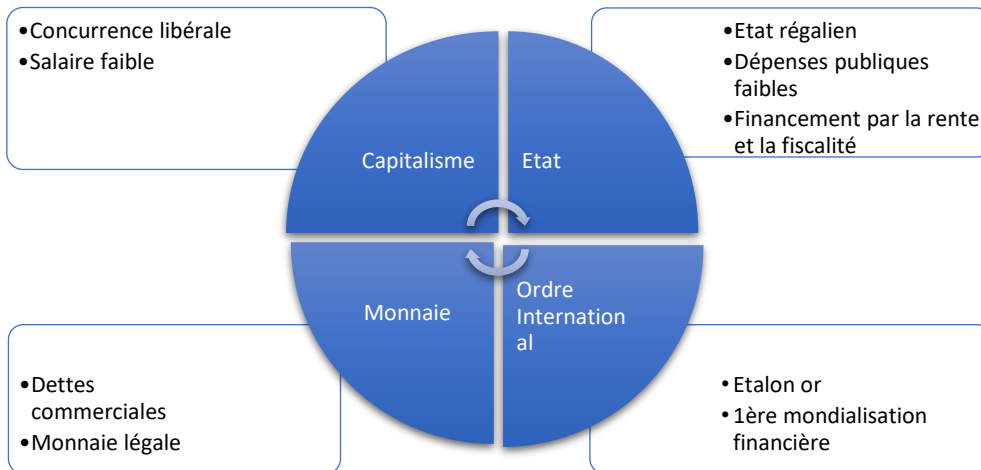 •Concurrence libérale
•Salaire faible
•Etat régalien
•Dépenses publiques
faibles
•Financement par la rente
et la fiscalité
Capitalisme
Etat
Monnaie
Ordre
Internation
al
•Dettes
commerciales
•Monnaie légale
• Etalon or
• 1ère mondialisation
financière